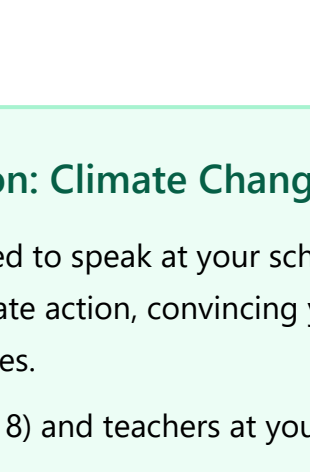 on: Climate Chang
ed to speak at your sch
ate action, convincing y
es.
8) and teachers at you